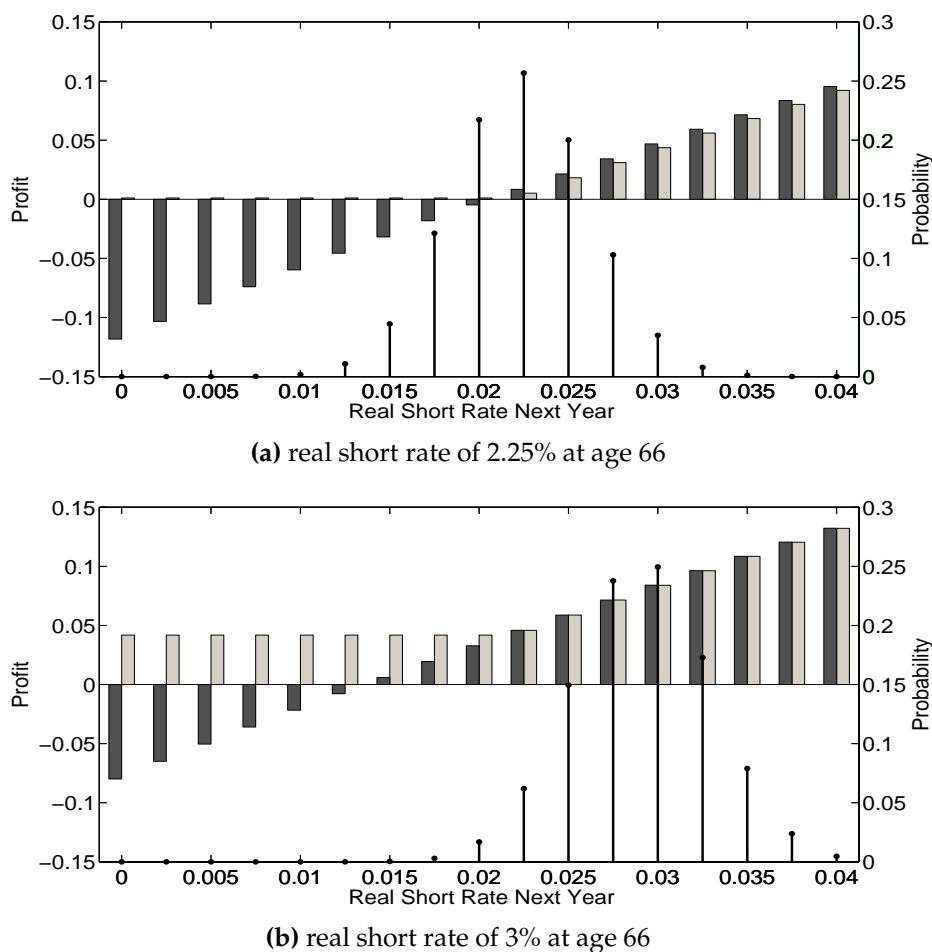 0.15 0.3
0.1 0.25
0.05 0.2
0 0.15
−0.05 0.1
−0.1 0.05
−0.15 0
0 0.005 0.01 0.015 0.02 0.025 0.03 0.035 0.04
Profit
Probability
Real Short Rate Next Year
(a) real short rate of 2.25% at age 66
0.15 0.3
0.1 0.25
0.05 0.2
0 0.15
−0.05 0.1
−0.1 0.05
−0.15 0
0 0.005 0.01 0.015 0.02 0.025 0.03 0.035 0.04
Profit
Probability
Real Short Rate Next Year
(b) real short rate of 3% at age 66